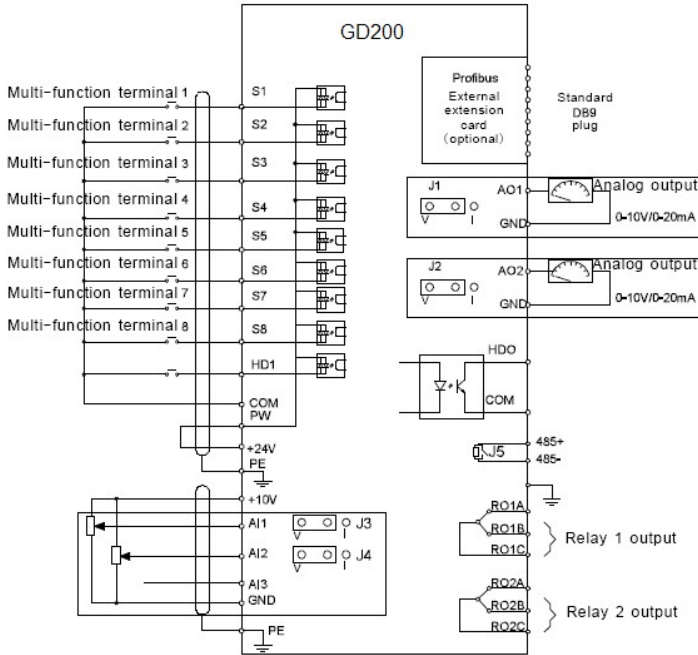 GD200
Multi-function terminal 1
S1
Multi-function terminal 2
S2
Multi-function terminal 3
S3
Multi-function terminal 4
S4
Multi-function terminal 5
S5
Multi-function terminal 6
S6
Multi-function terminal 7
S7
Multi-function terminal 8
S8
HD1
COM
PW
+24V
PE
+10V
AI1
J3
V
I
AI2
J4
V
I
AI3
GND
PE
Profibus
External
extension
card
(optional)
Standard
DB9
plug
J1
V
I
AO1
GND
Analog output
0-10V/0-20mA
J2
V
I
AO2
GND
Analog output
0-10V/0-20mA
HDO
COM
J5
485+
485-
RO1A
RO1B
RO1C
Relay 1 output
RO2A
RO2B
RO2C
Relay 2 output